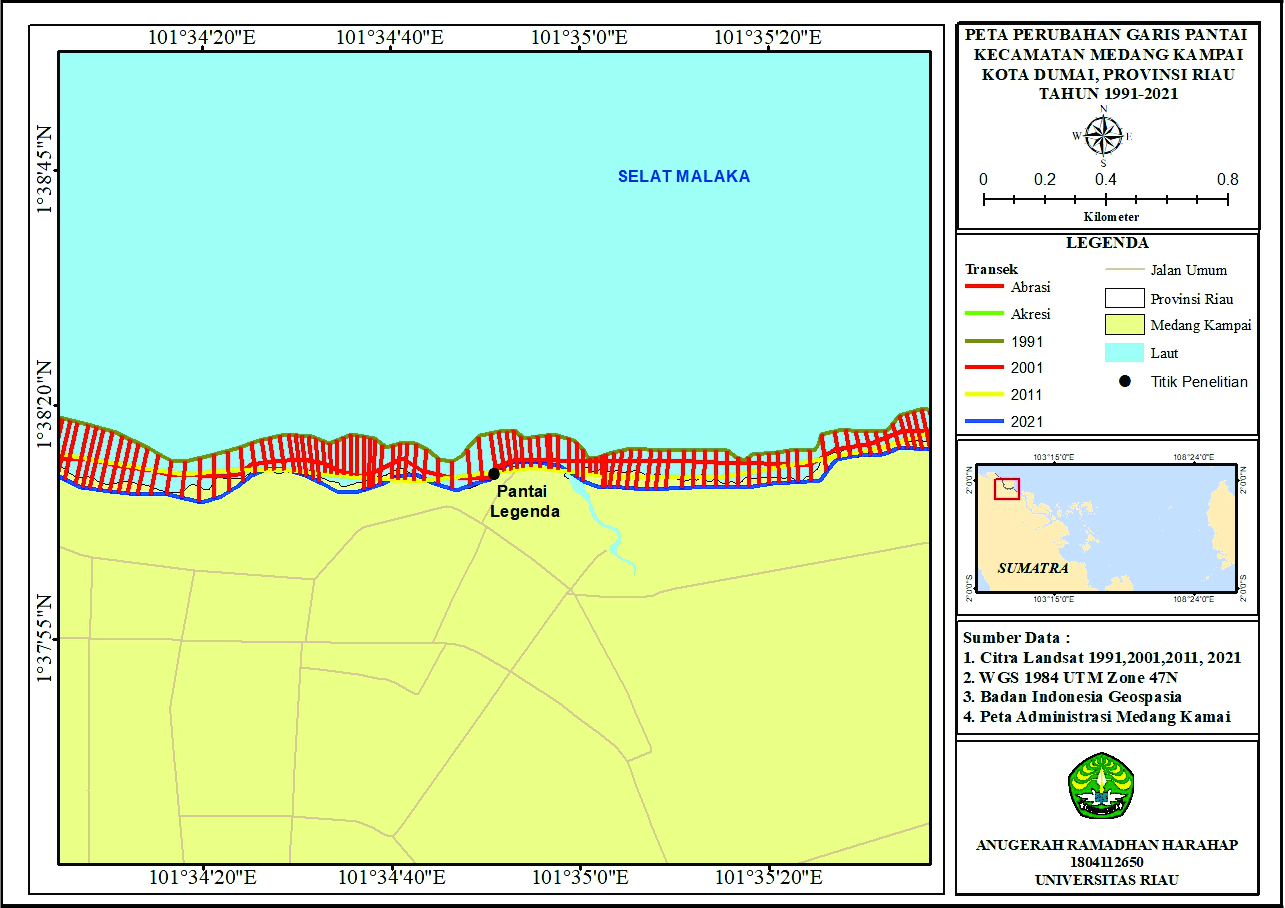 101°34'20"E 101°34'40"E 101°35'0"E 101°35'20"E
1°38'45"N
1°38'20"N
1°37'55"N
SELAT MALAKA
Pantai
Legenda
101°34'20"E 101°34'40"E 101°35'0"E 101°35'20"E
PETA PERUBAHAN GARIS PANTAI
KECAMATAN MEDANG KAMPAI
KOTA DUMAI, PROVINSI RIAU
TAHUN 1991-2021
N
W E
S
0 0.2 0.4 0.8
Kilometer
LEGENDA
Transek
Abrasi
Akresi
1991
2001
2011
2021
Jalan Umum
Provinsi Riau
Medang Kampai
Laut
Titik Penelitian
103°15'0"E 108°24'0"E
2°0'0"N 2°0'0"N
SUMATRA
2°0'0"S 2°0'0"S
103°15'0"E 108°24'0"E
Sumber Data :
1. Citra Landsat 1991,2001,2011, 2021
2. WGS 1984 UTM Zone 47N
3. Badan Indonesia Geospasia
4. Peta Administrasi Medang Kamai
ANUGERAH RAMADHAN HARAHAP
1804112650
UNIVERSITAS RIAU